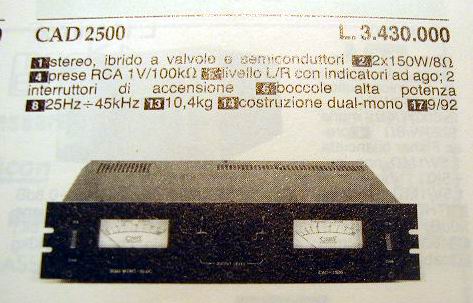 CAD 2500 L. 3.430.000
1 stereo, ibrido a valvole e semiconduttori 2 2x150W/8Ω
4 prese RCA 1V/100kΩ livello L/R con indicatori ad ago; 2
interruttori di accensione 6 boccole alta potenza
8 25Hz÷45kHz 13 10,4kg 14 costruzione dual-mono 17 9/92
OUTPUT LEVEL